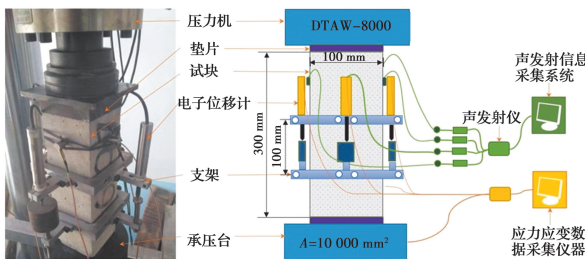 压力机
垫片
试块
电子位移计
支架
承压台
DTAW-8000
100 mm
300 mm
100 mm
A=10 000 mm²
声发射仪
声发射信息
采集系统
应力应变数
据采集仪器